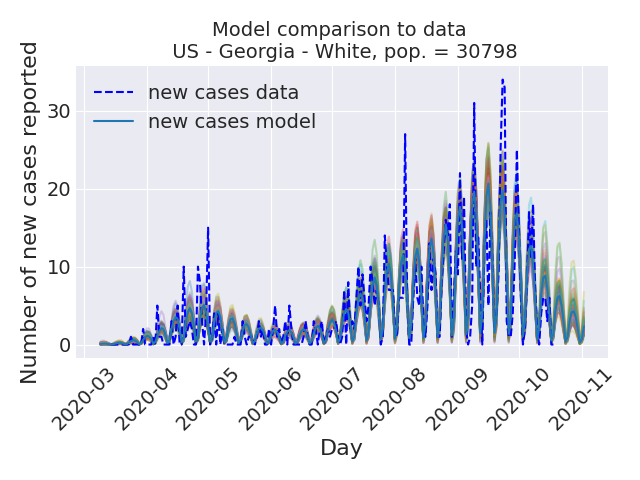 Model comparison to data
US - Georgia - White, pop. = 30798
Number of new cases reported
new cases data
new cases model
30
20
10
0
2020-03
2020-04
2020-05
2020-06
2020-07
2020-08
2020-09
2020-10
2020-11
Day